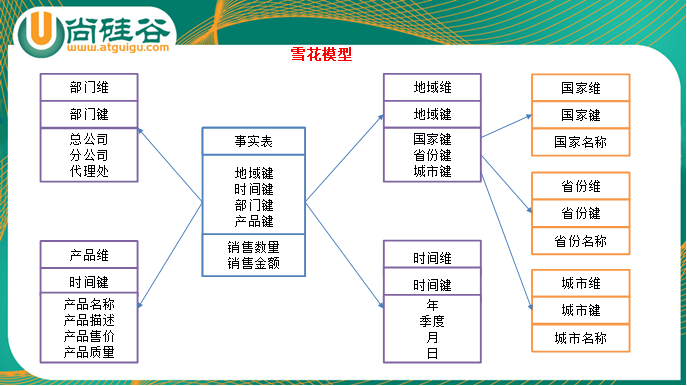 尚硅谷
www.atguigu.com
雪花模型
部门维
部门键
总公司
分公司
代理处
产品维
时间键
产品名称
产品描述
产品售价
产品质量
事实表
地域键
时间键
部门键
产品键
销售数量
销售金额
地域维
地域键
国家键
省份键
城市键
时间维
时间键
年
季度
月
日
国家维
国家键
国家名称
省份维
省份键
省份名称
城市维
城市键
城市名称